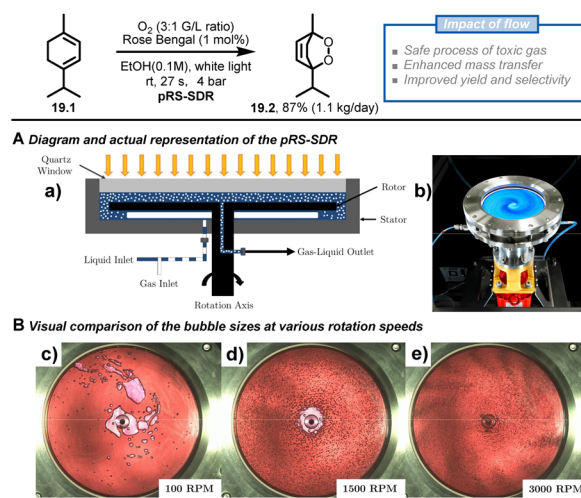 O₂ (3:1 G/L ratio)
Rose Bengal (1 mol%)
EtOH(0.1M), white light
rt, 27 s, 4 bar
pRS-SDR
19.1
O
O
19.2, 87% (1.1 kg/day)
Impact of flow
Safe process of toxic gas
Enhanced mass transfer
Improved yield and selectivity
A Diagram and actual representation of the pRS-SDR
Quartz
Window
a)
b)
Rotor
Stator
Liquid Inlet
Gas Inlet
Gas-Liquid Outlet
Rotation Axis
B Visual comparison of the bubble sizes at various rotation speeds
c)
d)
e)
100 RPM
1500 RPM
3000 RPM